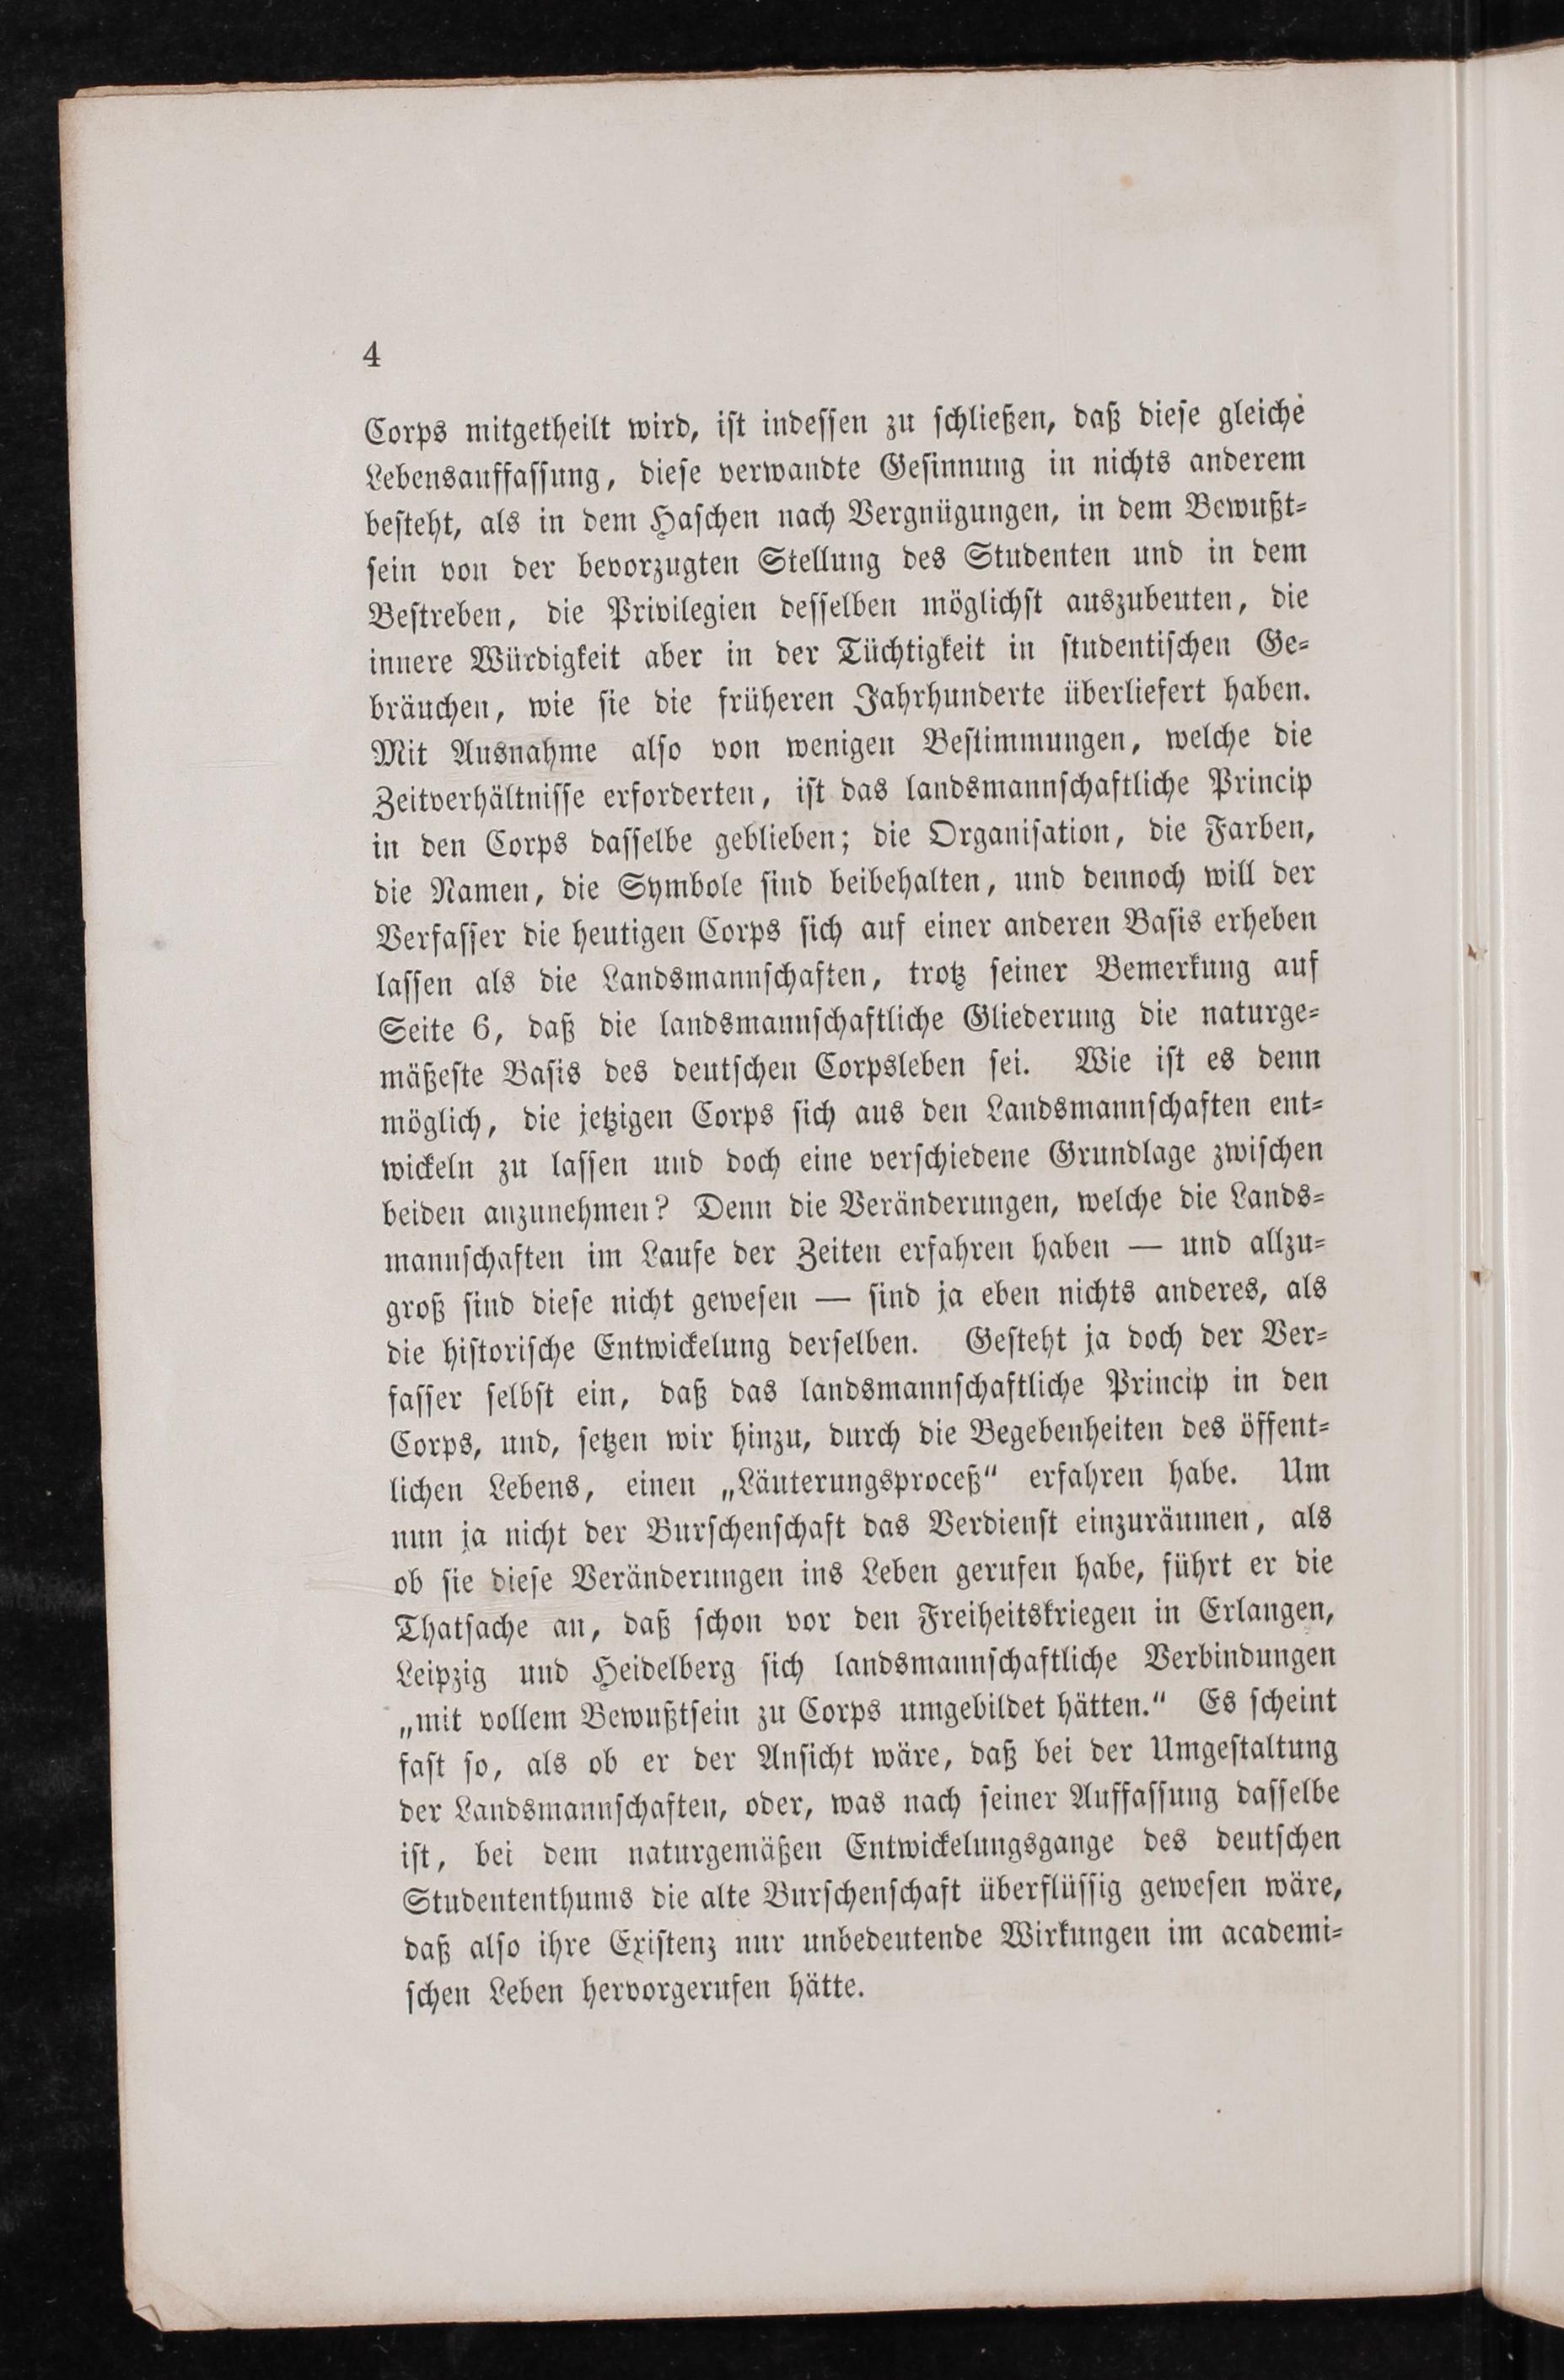 4
Corps mitgetheilt wird, ist indessen zu schließen, daß diese gleiche
Lebensauffassung, diese verwandte Gesinnung in nichts anderem
besteht, als in dem Haschen nach Vergnügungen, in dem Bewußt-
sein von der bevorzugten Stellung des Studenten und in dem
Bestreben, die Privilegien desselben möglichst auszubeuten, die
innere Würdigkeit aber in der Tüchtigkeit in studentischen Ge-
bräuchen, wie sie die früheren Jahrhunderte überliefert haben.
Mit Ausnahme also von wenigen Bestimmungen, welche die
Zeitverhältnisse erforderten, ist das landsmannschaftliche Princip
in den Corps dasselbe geblieben; die Organisation, die Farben,
die Namen, die Symbole sind beibehalten, und dennoch will der
Verfasser die heutigen Corps sich auf einer anderen Basis erheben
lassen als die Landsmannschaften, trotz seiner Bemerkung auf
Seite 6, daß die landsmannschaftliche Gliederung die naturge-
mäßeste Basis des deutschen Corpsleben sei. Wie ist es denn
möglich, die jetzigen Corps sich aus den Landsmannschaften ent-
wickeln zu lassen und doch eine verschiedene Grundlage zwischen
beiden anzunehmen? Denn die Veränderungen, welche die Lands-
mannschaften im Laufe der Zeiten erfahren haben — und allzu-
groß sind diese nicht gewesen — sind ja eben nichts anderes, als
die historische Entwickelung derselben. Gesteht ja doch der Ver-
fasser selbst ein, daß das landsmannschaftliche Princip in den
Corps, und, setzen wir hinzu, durch die Begebenheiten des öffent-
lichen Lebens, einen „Läuterungsproceß“ erfahren habe. Um
nun ja nicht der Burschenschaft das Verdienst einzuräumen, als
ob sie diese Veränderungen ins Leben gerufen habe, führt er die
Thatsache an, daß schon vor den Freiheitskriegen in Erlangen,
Leipzig und Heidelberg sich landsmannschaftliche Verbindungen
„mit vollem Bewußtsein zu Corps umgebildet hätten.“ Es scheint
fast so, als ob er der Ansicht wäre, daß bei der Umgestaltung
der Landsmannschaften, oder, was nach seiner Auffassung dasselbe
ist, bei dem naturgemäßen Entwickelungsgange des deutschen
Studententhums die alte Burschenschaft überflüssig gewesen wäre,
daß also ihre Existenz nur unbedeutende Wirkungen im academi-
schen Leben hervorgerufen hätte.